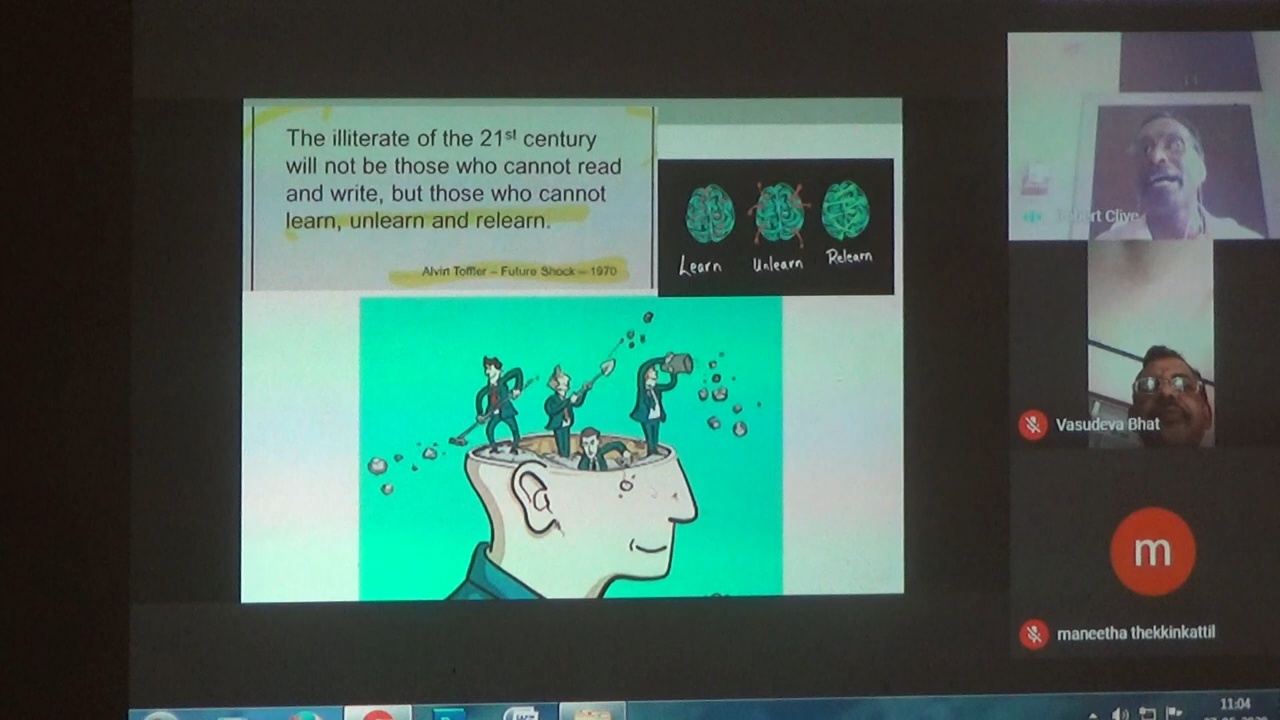 The illiterate of the 21st century
will not be those who cannot read
and write, but those who cannot
learn, unlearn and relearn.
Alvin Toffler – Future Shock – 1970
Learn
Unlearn
Relearn
Clive
Vasudeva Bhat
m
maneetha thekkinkattil
11:04